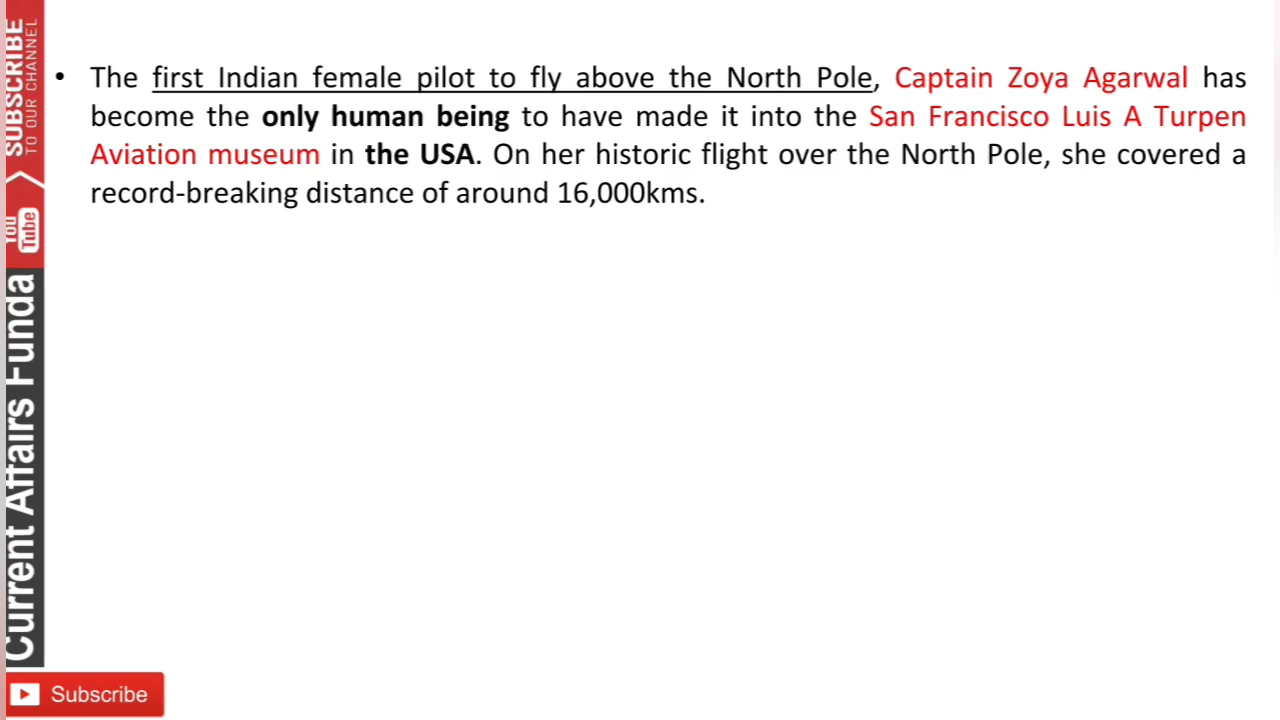 • The first Indian female pilot to fly above the North Pole, Captain Zoya Agarwal has
become the only human being to have made it into the San Francisco Luis A Turpen
Aviation museum in the USA. On her historic flight over the North Pole, she covered a
record-breaking distance of around 16,000kms.
SUBSCRIBE
TO OUR CHANNEL
You
Tube
Current Affairs Funda
Subscribe